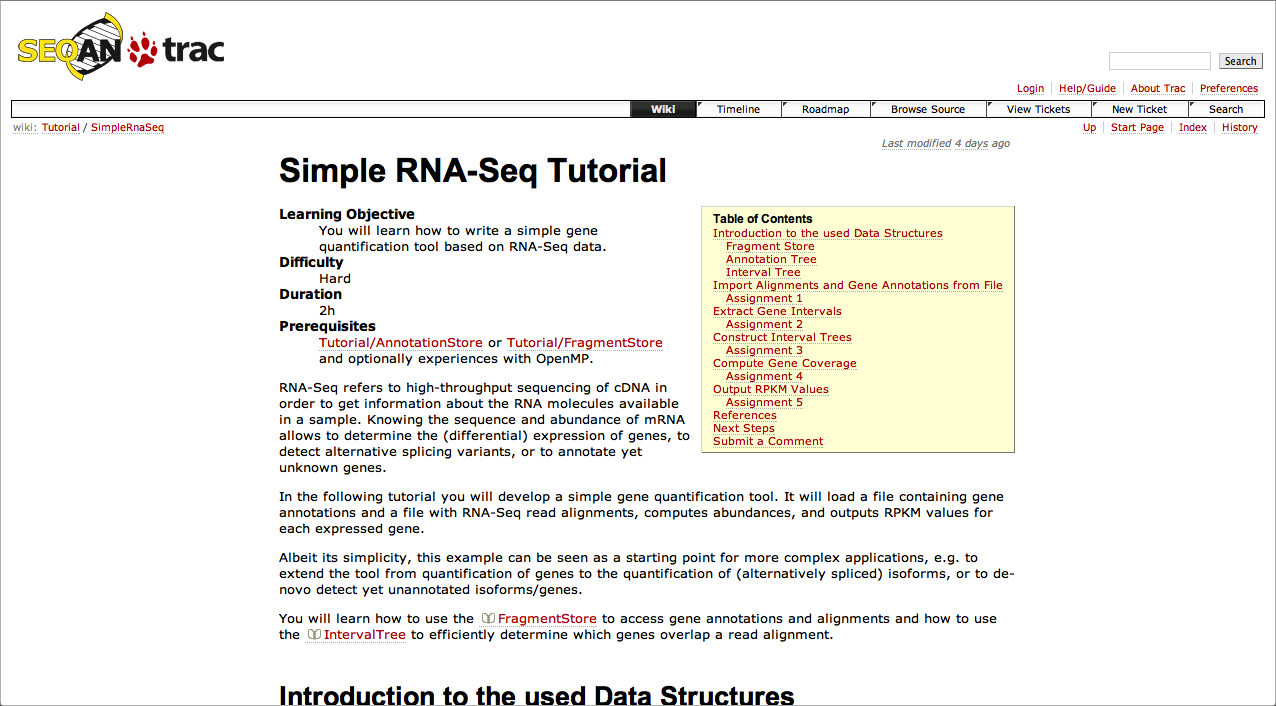 SEQAN trac
Search
Login Help/Guide About Trac Preferences
Wiki Timeline Roadmap Browse Source View Tickets New Ticket Search
wiki: Tutorial / SimpleRnaSeq
Up Start Page Index History
Last modified 4 days ago
Simple RNA-Seq Tutorial
Learning Objective
You will learn how to write a simple gene
quantification tool based on RNA-Seq data.
Difficulty
Hard
Duration
2h
Prerequisites
Tutorial/AnnotationStore or Tutorial/FragmentStore
and optionally experiences with OpenMP.
Table of Contents
Introduction to the used Data Structures
Fragment Store
Annotation Tree
Interval Tree
Import Alignments and Gene Annotations from File
Assignment 1
Extract Gene Intervals
Assignment 2
Construct Interval Trees
Assignment 3
Compute Gene Coverage
Assignment 4
Output RPKM Values
Assignment 5
References
Next Steps
Submit a Comment
RNA-Seq refers to high-throughput sequencing of cDNA in
order to get information about the RNA molecules available
in a sample. Knowing the sequence and abundance of mRNA
allows to determine the (differential) expression of genes, to
detect alternative splicing variants, or to annotate yet
unknown genes.
In the following tutorial you will develop a simple gene quantification tool. It will load a file containing gene
annotations and a file with RNA-Seq read alignments, computes abundances, and outputs RPKM values for
each expressed gene.
Albeit its simplicity, this example can be seen as a starting point for more complex applications, e.g. to
extend the tool from quantification of genes to the quantification of (alternatively spliced) isoforms, or to de-
novo detect yet unannotated isoforms/genes.
You will learn how to use the FragmentStore to access gene annotations and alignments and how to use
the IntervalTree to efficiently determine which genes overlap a read alignment.
Introduction to the used Data Structures